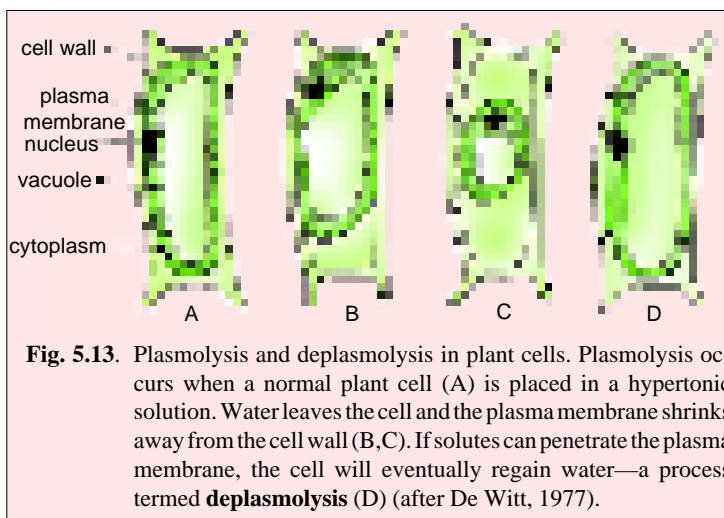 cell wall
plasma
membrane
nucleus
vacuole
cytoplasm
A B C D
Fig. 5.13. Plasmolysis and deplasmolysis in plant cells. Plasmolysis oc
curs when a normal plant cell (A) is placed in a hypertonic
solution. Water leaves the cell and the plasma membrane shrinks
away from the cell wall (B,C). If solutes can penetrate the plasma
membrane, the cell will eventually regain water—a process
termed deplasmolysis (D) (after De Witt, 1977).